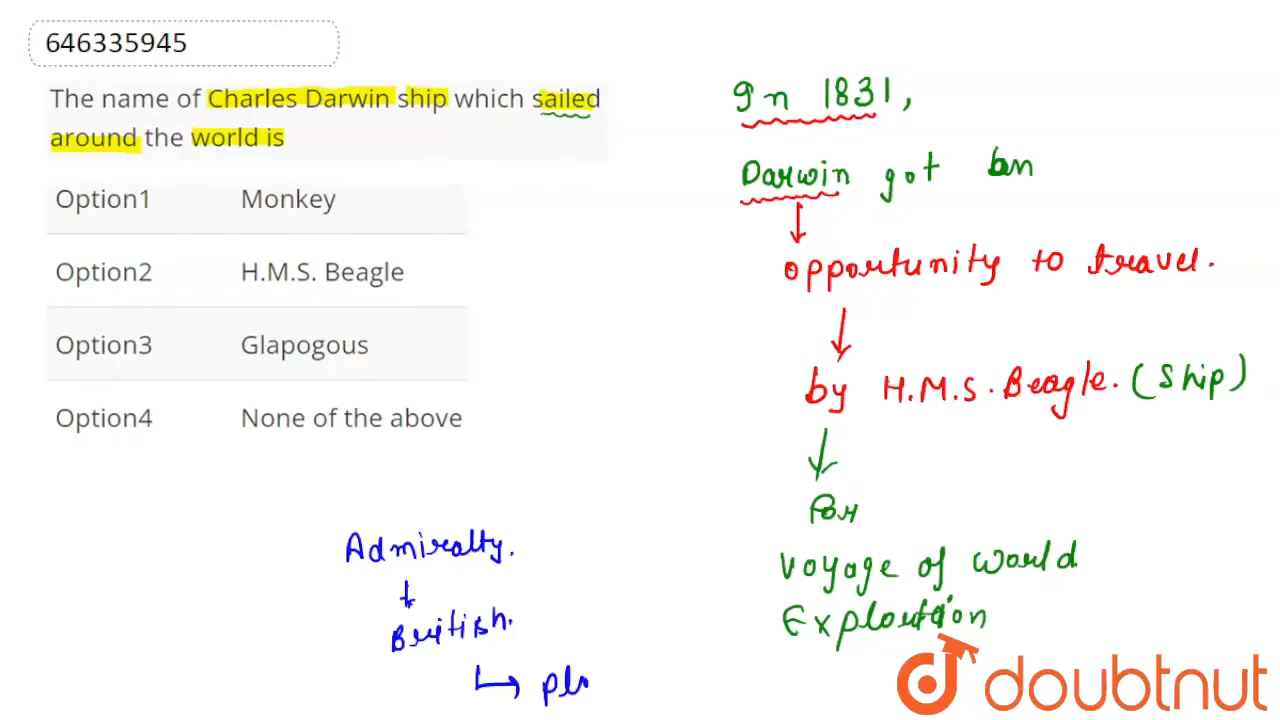 646335945
The name of Charles Darwin ship which sailed
around the world is
Option1 Monkey
Option2 H.M.S. Beagle
Option3 Glapogous
Option4 None of the above
In 1831,
Darwin got an
opportunity to travel.
by H.M.S. Beagle. (Ship)
For
voyage of world
Admiralty.
British.
doubtnut